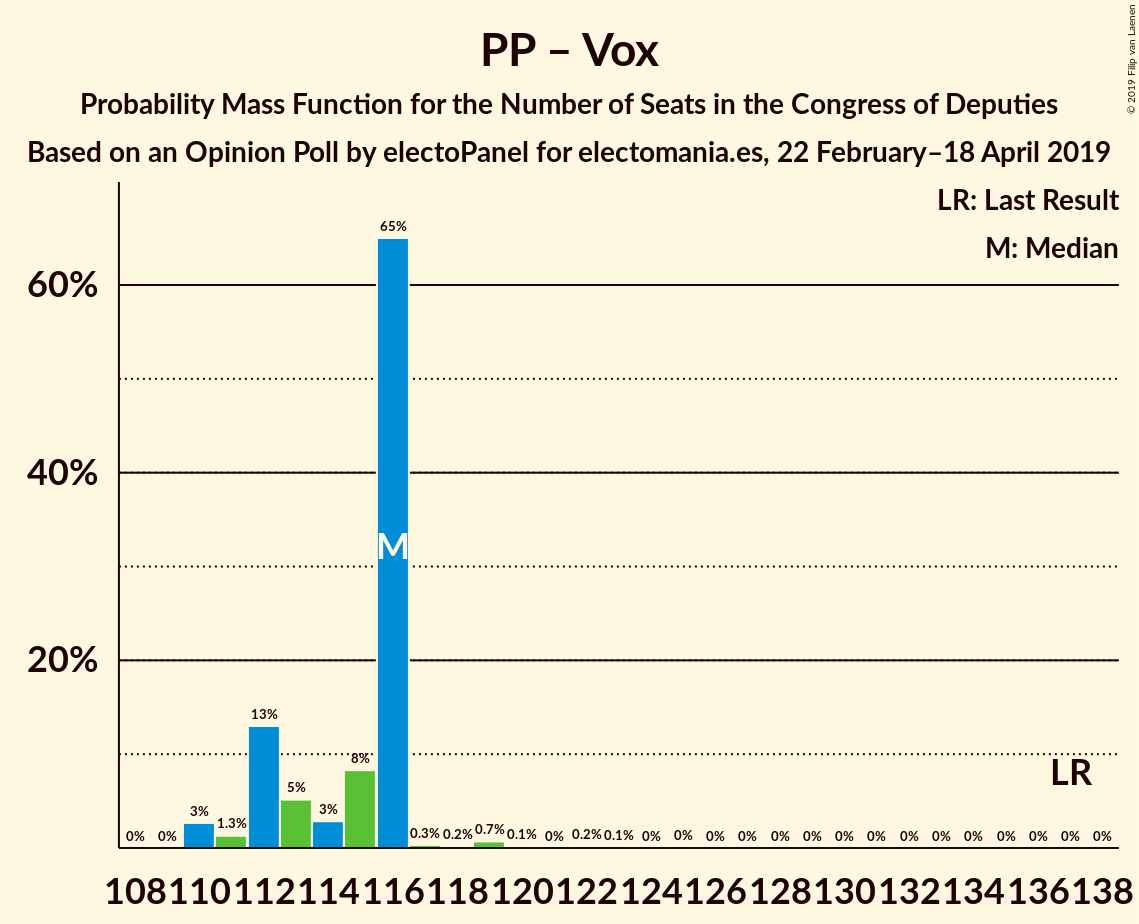 PP – Vox
Probability Mass Function for the Number of Seats in the Congress of Deputies
Based on an Opinion Poll by electoPanel for electomania.es, 22 February–18 April 2019
© 2019 Filip van Laenen
LR: Last Result
M: Median
60%
40%
20%
0% 0% 3% 1.3% 13% 5% 3% 8% 65% 0.3% 0.2% 0.7% 0.1% 0% 0.2% 0.1% 0% 0% 0% 0% 0% 0% 0% 0% 0% 0% 0% 0% 0% 0% 0%
M
LR
108 110 112 114 116 118 120 122 124 126 128 130 132 134 136 138